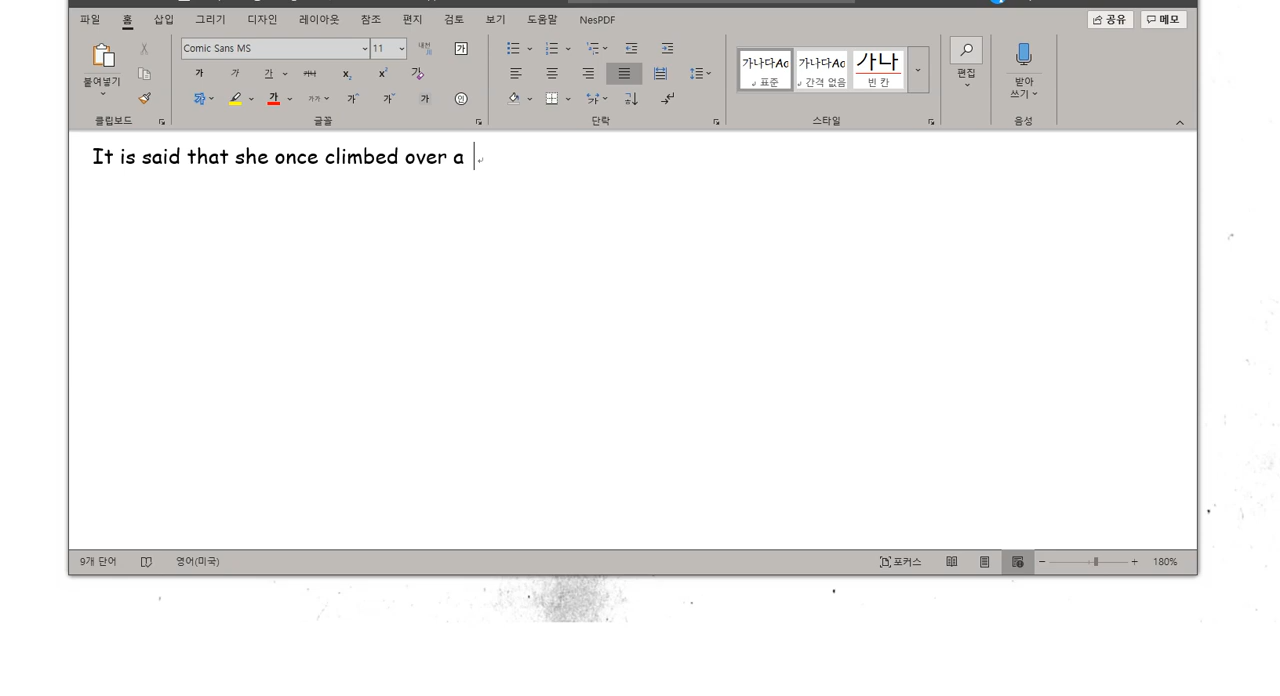 파일 홈 삽입 그리기 디자인 레이아웃 참조 편지 검토 보기 도움말 NesPDF 공유 메모
Comic Sans MS 11
붙여넣기
가나다Ac 가나다Ac 가나
표준 간격 없음 빈 칸
편집
받아
쓰기
클립보드 글꼴 단락 스타일 음성
It is said that she once climbed over a
9개 단어 영어(미국) 포커스 180%